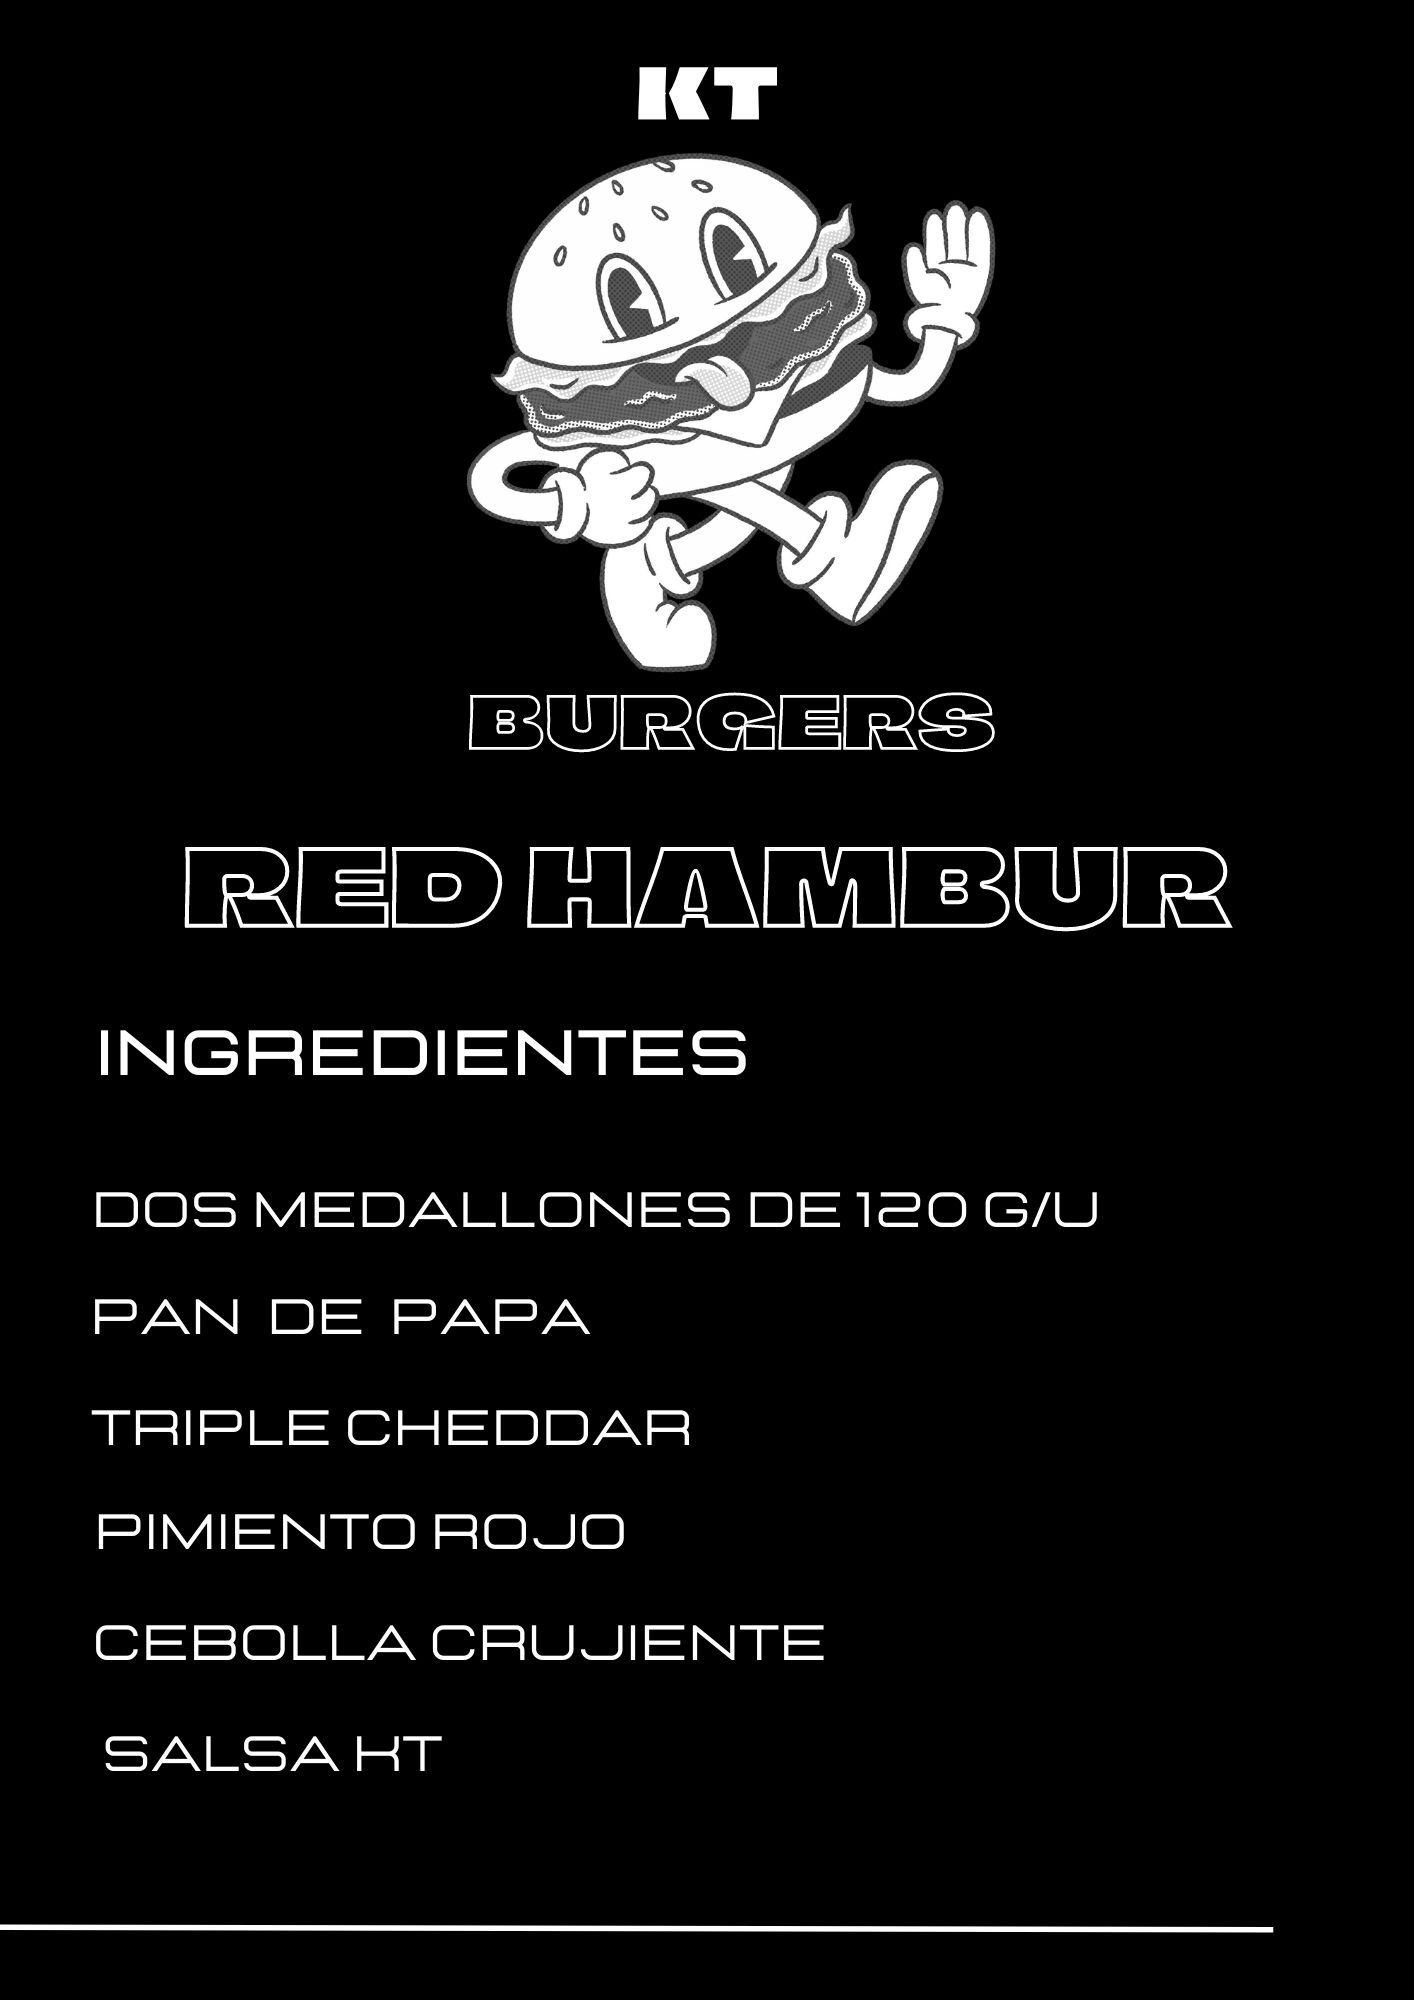 KT
BURGERS
RED HAMBUR
INGREDIENTES
DOS MEDALLONES DE 120 G/U
PAN DE PAPA
TRIPLE CHEDDAR
PIMIENTO ROJO
CEBOLLA CRUJIENTE
SALSA KT